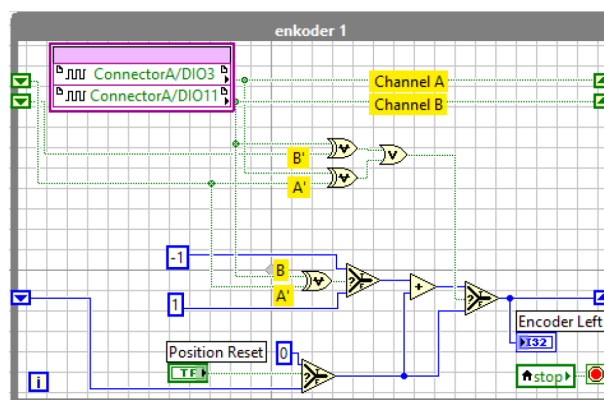 enkoder 1
ConnectorA/DIO3
ConnectorA/DIO11
Channel A
Channel B
B'
A'
-1
B
1
A'
?
+
?
Encoder Left
I32
Position Reset
0
TF
?
T
F
i
stop